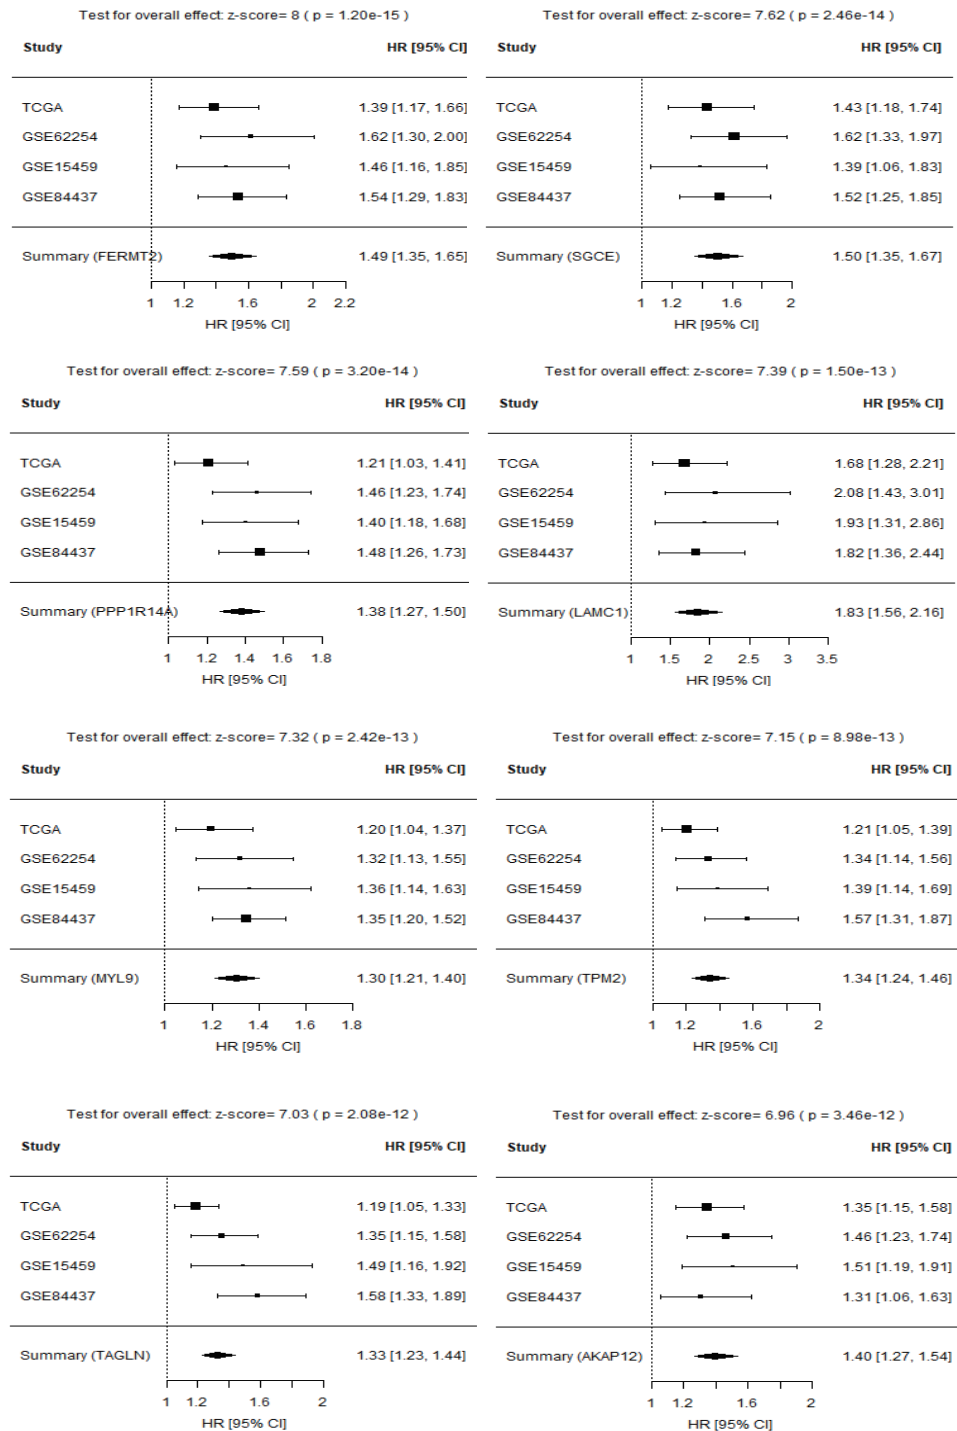 Test for overall effect: z-score= 8 ( p = 1.20e-15 )
Study HR [95% CI]
TCGA 1.39 [1.17, 1.66]
GSE62254 1.62 [1.30, 2.00]
GSE15459 1.46 [1.16, 1.85]
GSE84437 1.54 [1.29, 1.83]
Summary (FERMT2) 1.49 [1.35, 1.65]
1 1.2 1.6 2 2.2
HR [95% CI]
Test for overall effect: z-score= 7.62 ( p = 2.46e-14 )
Study HR [95% CI]
TCGA 1.43 [1.18, 1.74]
GSE62254 1.62 [1.33, 1.97]
GSE15459 1.39 [1.06, 1.83]
GSE84437 1.52 [1.25, 1.85]
Summary (SGCE) 1.50 [1.35, 1.67]
1 1.2 1.6 2
HR [95% CI]
Test for overall effect: z-score= 7.59 ( p = 3.20e-14 )
Study HR [95% CI]
TCGA 1.21 [1.03, 1.41]
GSE62254 1.46 [1.23, 1.74]
GSE15459 1.40 [1.18, 1.68]
GSE84437 1.48 [1.26, 1.73]
Summary (PPP1R14A) 1.38 [1.27, 1.50]
1 1.2 1.4 1.6 1.8
HR [95% CI]
Test for overall effect: z-score= 7.39 ( p = 1.50e-13 )
Study HR [95% CI]
TCGA 1.68 [1.28, 2.21]
GSE62254 2.08 [1.43, 3.01]
GSE15459 1.93 [1.31, 2.86]
GSE84437 1.82 [1.36, 2.44]
Summary (LAMC1) 1.83 [1.56, 2.16]
1 1.5 2 2.5 3 3.5
HR [95% CI]
Test for overall effect: z-score= 7.32 ( p = 2.42e-13 )
Study HR [95% CI]
TCGA 1.20 [1.04, 1.37]
GSE62254 1.32 [1.13, 1.55]
GSE15459 1.36 [1.14, 1.63]
GSE84437 1.35 [1.20, 1.52]
Summary (MYL9) 1.30 [1.21, 1.40]
1 1.2 1.4 1.6 1.8
HR [95% CI]
Test for overall effect: z-score= 7.15 ( p = 8.98e-13 )
Study HR [95% CI]
TCGA 1.21 [1.05, 1.39]
GSE62254 1.34 [1.14, 1.56]
GSE15459 1.39 [1.14, 1.69]
GSE84437 1.57 [1.31, 1.87]
Summary (TPM2) 1.34 [1.24, 1.46]
1 1.2 1.6 2
HR [95% CI]
Test for overall effect: z-score= 7.03 ( p = 2.08e-12 )
Study HR [95% CI]
TCGA 1.19 [1.05, 1.33]
GSE62254 1.35 [1.15, 1.58]
GSE15459 1.49 [1.16, 1.92]
GSE84437 1.58 [1.33, 1.89]
Summary (TAGLN) 1.33 [1.23, 1.44]
1 1.2 1.6 2
HR [95% CI]
Test for overall effect: z-score= 6.96 ( p = 3.46e-12 )
Study HR [95% CI]
TCGA 1.35 [1.15, 1.58]
GSE62254 1.46 [1.23, 1.74]
GSE15459 1.51 [1.19, 1.91]
GSE84437 1.31 [1.06, 1.63]
Summary (AKAP12) 1.40 [1.27, 1.54]
1 1.2 1.6 2
HR [95% CI]